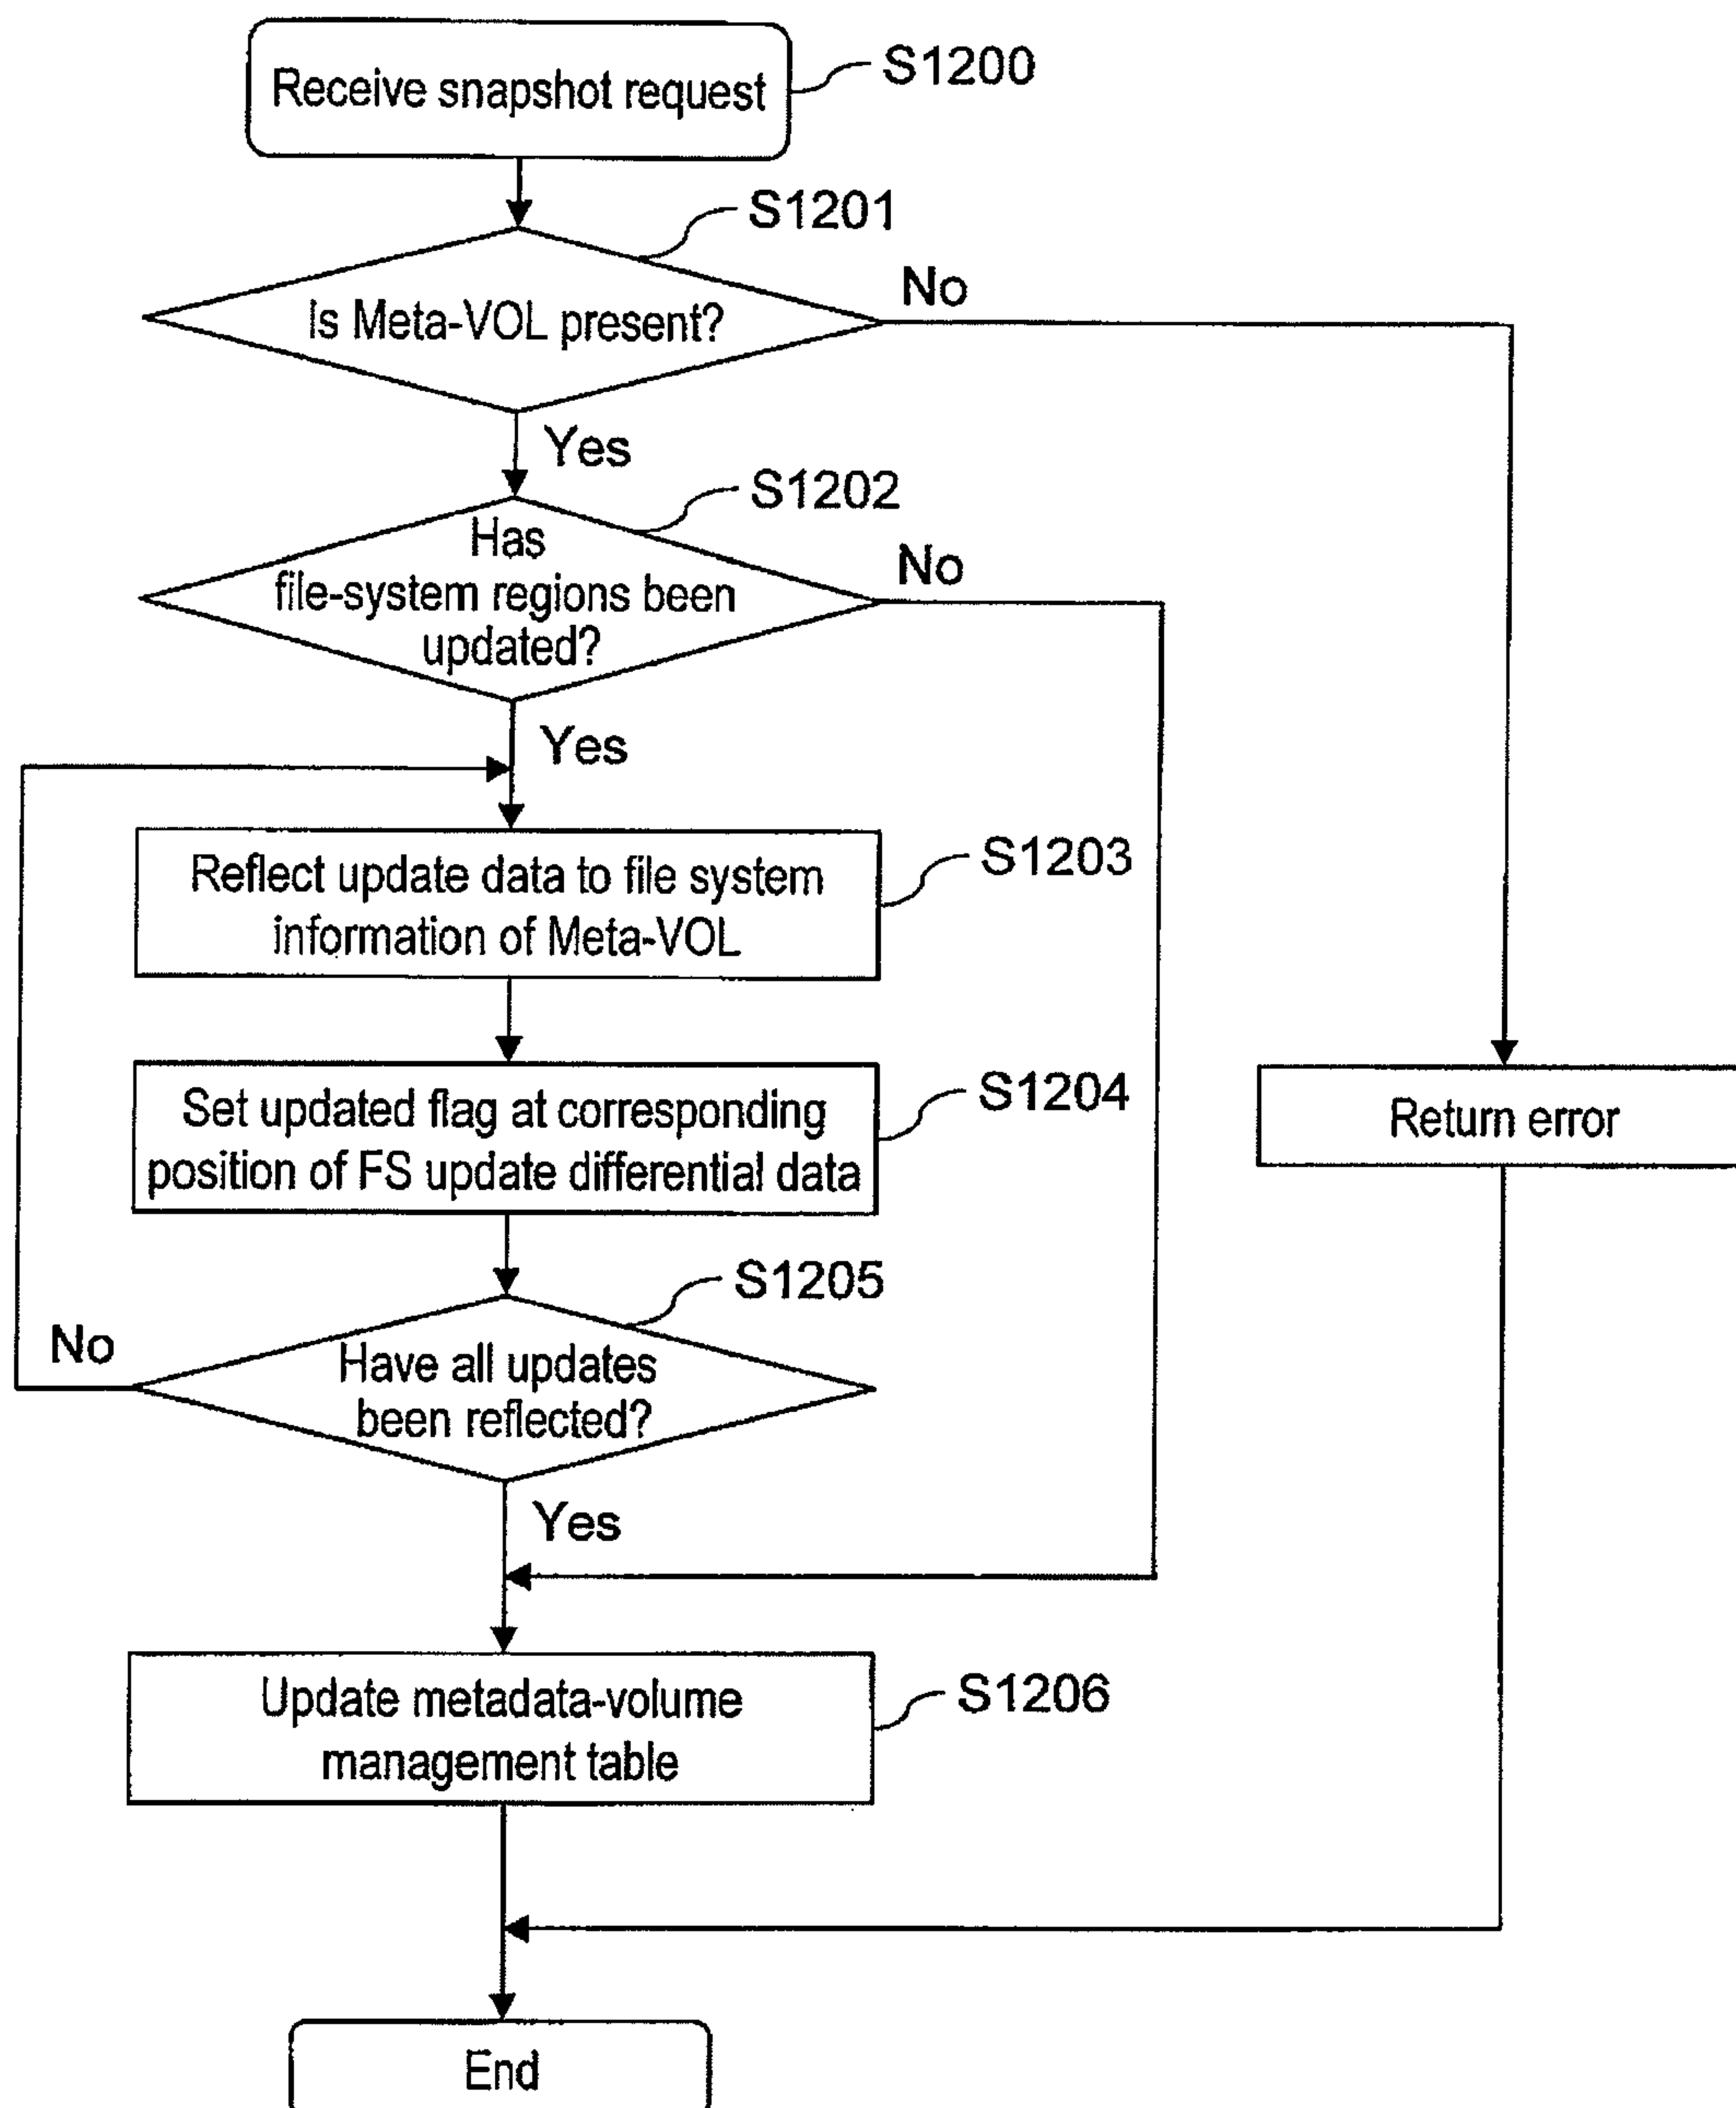 Receive snapshot request
S1200
S1201
Is Meta-VOL present?
No
Yes
S1202
Has
file-system regions been
updated?
No
Yes
Reflect update data to file system
information of Meta-VOL
S1203
Set updated flag at corresponding
position of FS update differential data
S1204
Return error
S1205
No
Have all updates
been reflected?
Yes
Update metadata-volume
management table
S1206
End